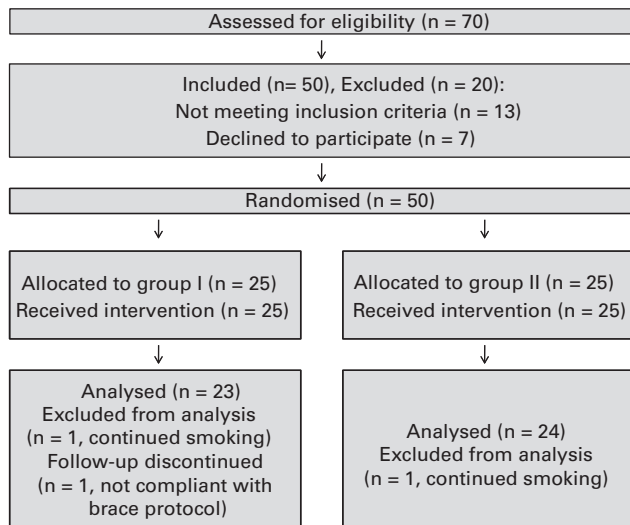 Assessed for eligibility (n = 70)
Included (n= 50), Excluded (n = 20):
Not meeting inclusion criteria (n = 13)
Declined to participate (n = 7)
Randomised (n = 50)
Allocated to group I (n = 25)
Received intervention (n = 25)
Allocated to group II (n = 25)
Received intervention (n = 25)
Analysed (n = 23)
Excluded from analysis
(n = 1, continued smoking)
Follow-up discontinued
(n = 1, not compliant with
brace protocol)
Analysed (n = 24)
Excluded from analysis
(n = 1, continued smoking)